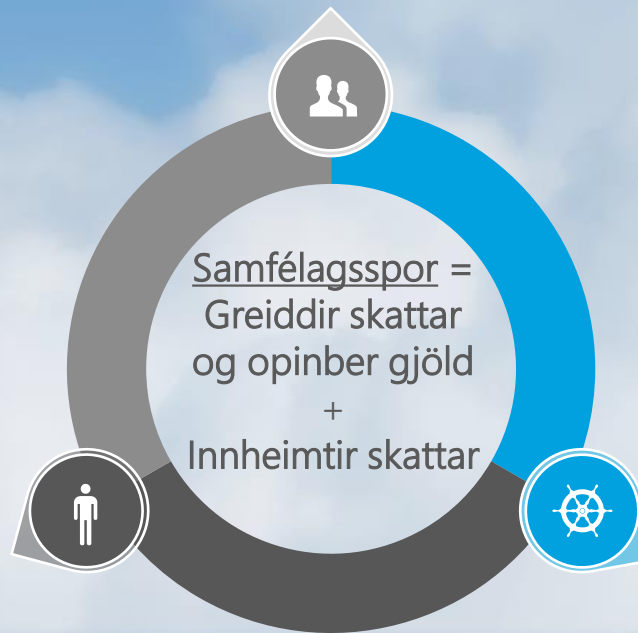 Samfélagsspor =
Greiddir skattar
og opinber gjöld
+
Innheimtir skattar